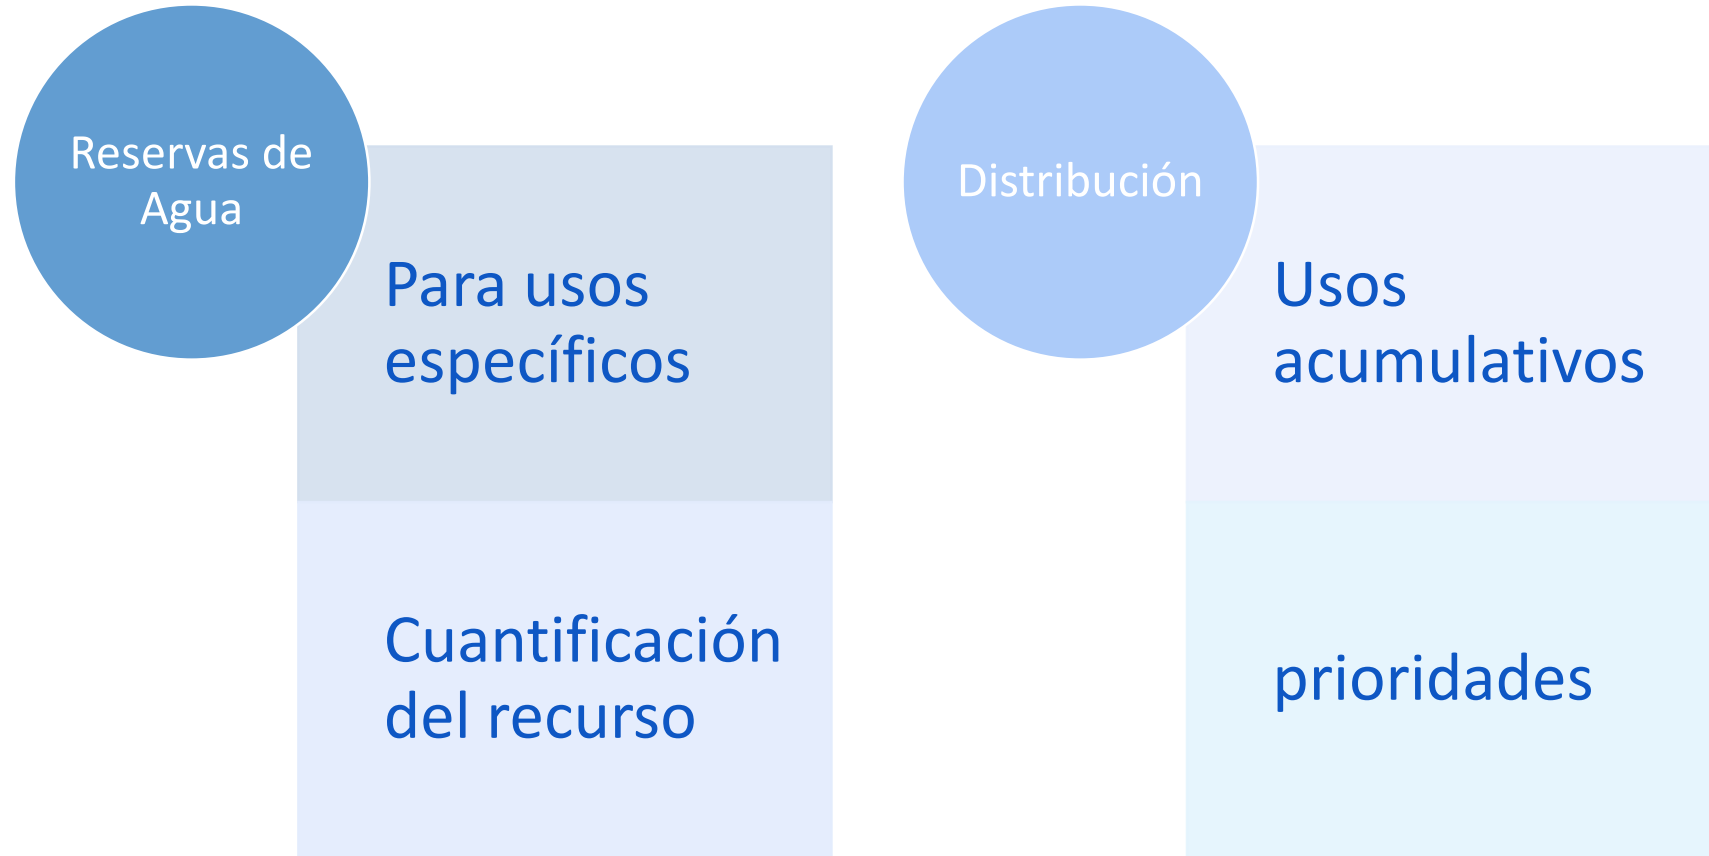 Reservas de
Agua
Para usos
específicos
Cuantificación
del recurso
Distribución
Usos
acumulativos
prioridades